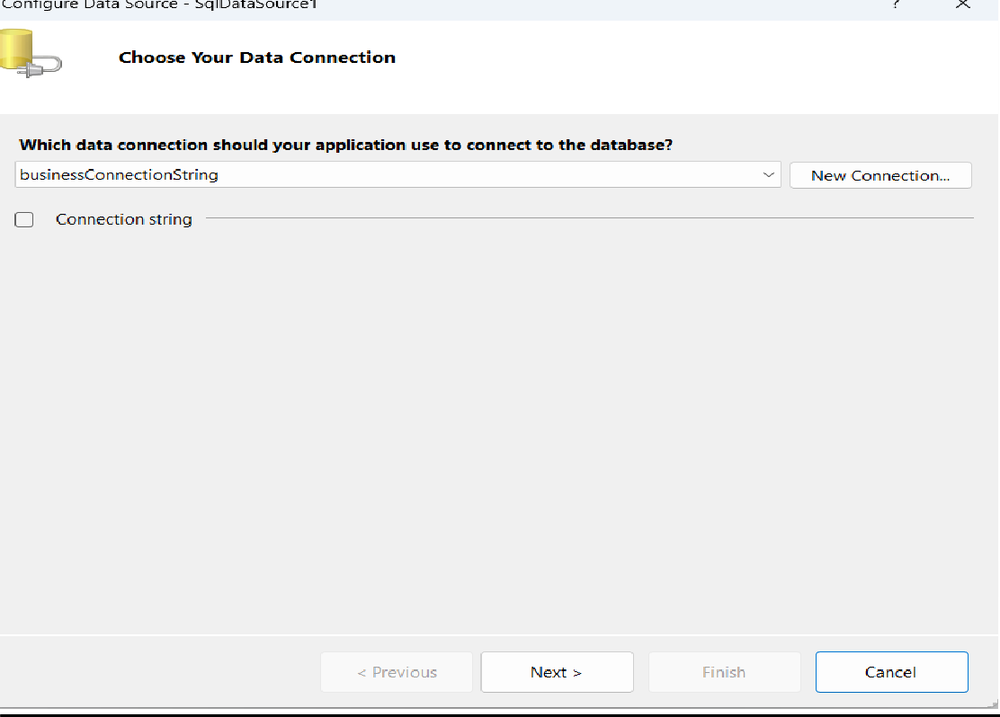 Configure Data Source - SqlDataSource1
?
Choose Your Data Connection
Which data connection should your application use to connect to the database?
businessConnectionString
New Connection...
Connection string
< Previous
Next >
Finish
Cancel